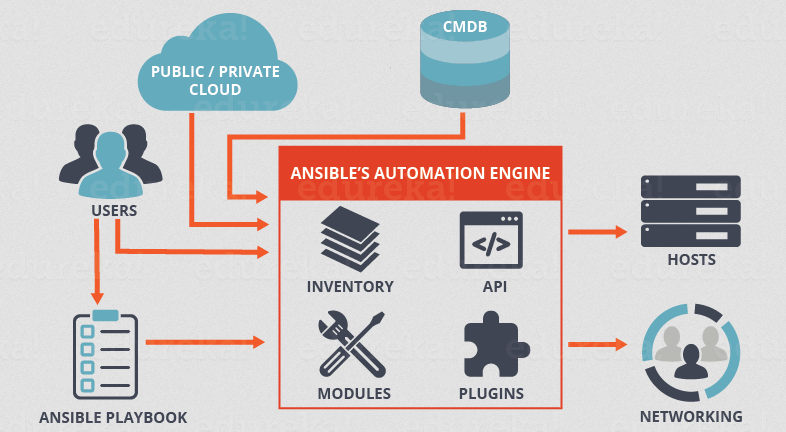 CMDB
PUBLIC / PRIVATE
CLOUD
ANSIBLE'S AUTOMATION ENGINE
USERS
INVENTORY
API
HOSTS
MODULES
PLUGINS
ANSIBLE PLAYBOOK
NETWORKING
edureka!